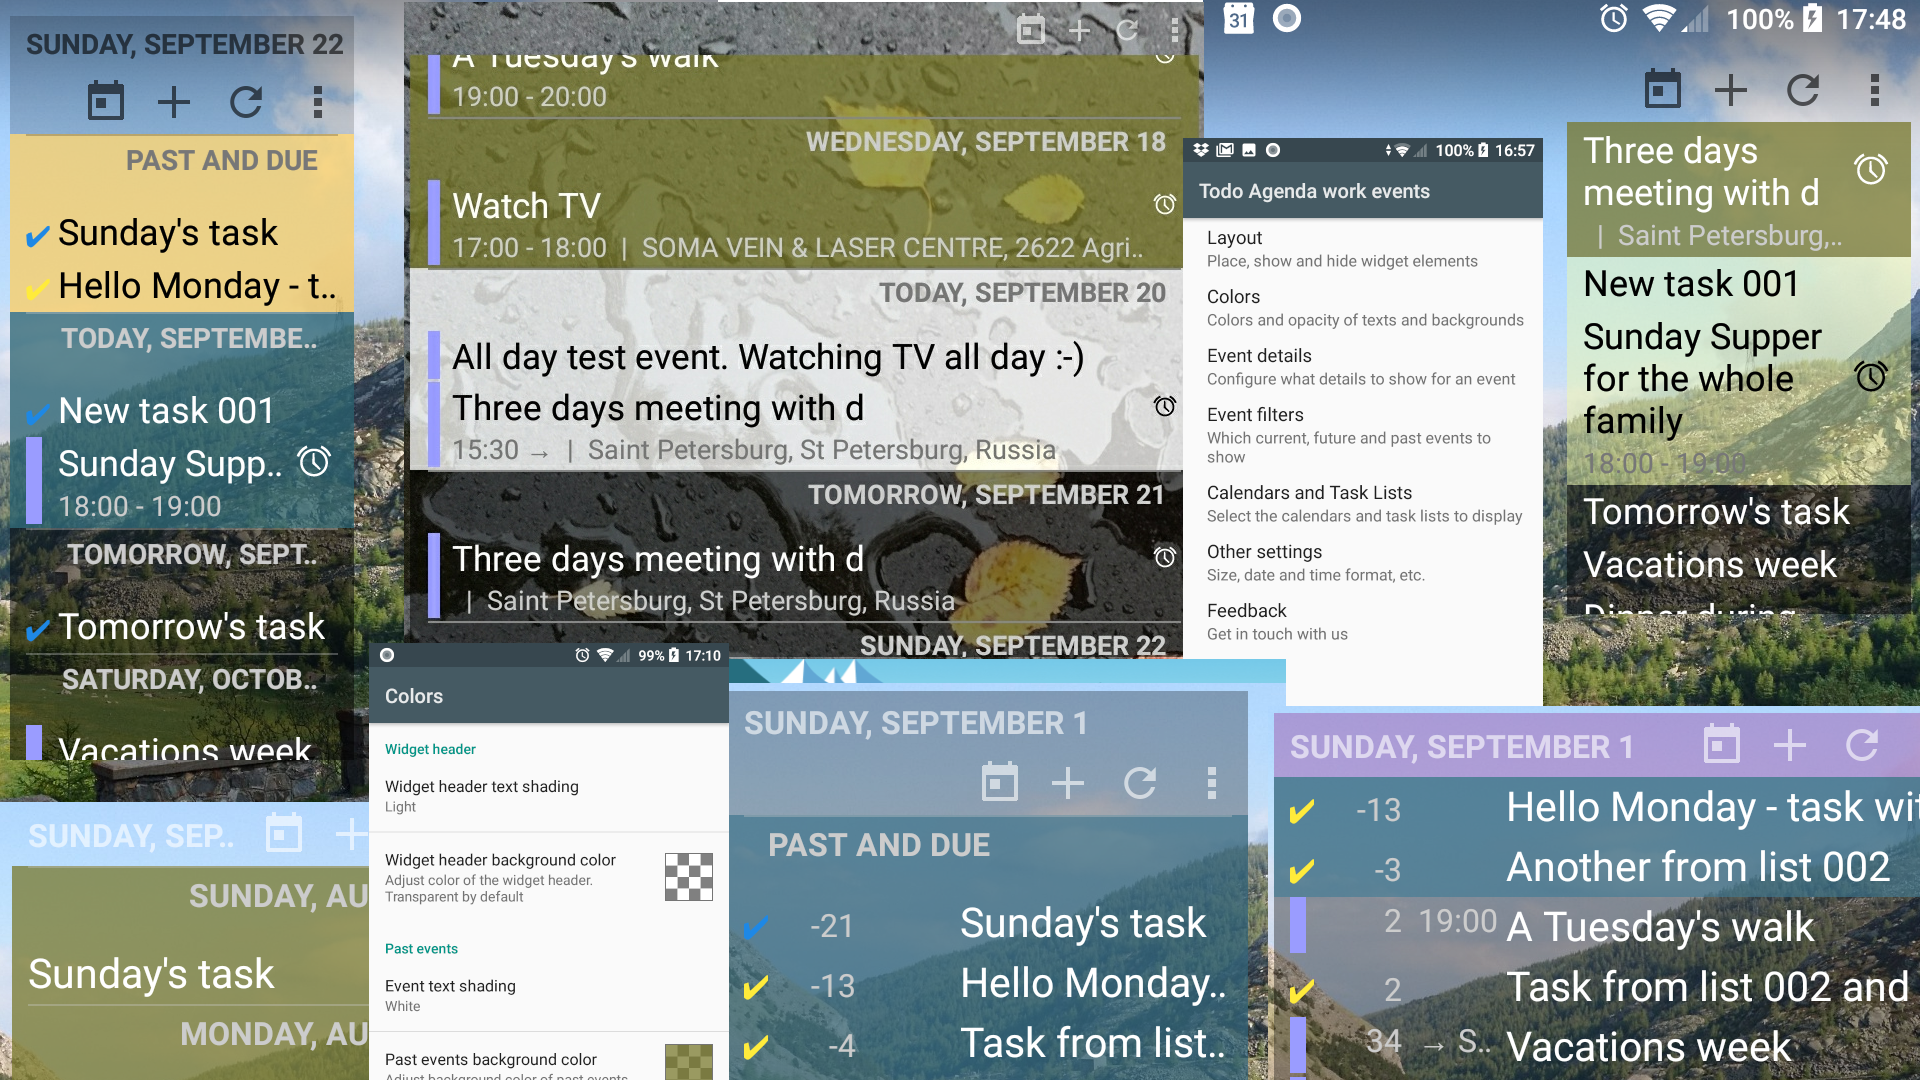 SUNDAY, SEPTEMBER 22
PAST AND DUE
Sunday's task
Hello Monday - t..
TODAY, SEPTEMBE..
New task 001
Sunday Supp..
18:00 - 19:00
TOMORROW, SEPT..
Tomorrow's task
SATURDAY, OCTOB..
Vacations week
A Tuesday's walk
19:00 - 20:00
WEDNESDAY, SEPTEMBER 18
Watch TV
17:00 - 18:00 | SOMA VEIN & LASER CENTRE, 2622 Agri..
TODAY, SEPTEMBER 20
All day test event. Watching TV all day :-)
Three days meeting with d
15:30 → | Saint Petersburg, St Petersburg, Russia
TOMORROW, SEPTEMBER 21
Three days meeting with d
| Saint Petersburg, St Petersburg, Russia
SUNDAY, SEPTEMBER 22
100% 16:57
Todo Agenda work events
Layout
Place, show and hide widget elements
Colors
Colors and opacity of texts and backgrounds
Event details
Configure what details to show for an event
Event filters
Which current, future and past events to
show
Calendars and Task Lists
Select the calendars and task lists to display
Other settings
Size, date and time format, etc.
Feedback
Get in touch with us
31 100% 17:48
Three days
meeting with d
| Saint Petersburg,..
New task 001
Sunday Supper
for the whole
family
18:00 - 19:00
Tomorrow's task
Vacations week
Dinner during
SUNDAY, SEP..
SUNDAY, AU
Sunday's task
MONDAY, AU
99% 17:10
Colors
Widget header
Widget header text shading
Light
Widget header background color
Adjust color of the widget header.
Transparent by default
Past events
Event text shading
White
Past events background color
Adjust background color of past events
SUNDAY, SEPTEMBER 1
PAST AND DUE
-21 Sunday's task
-13 Hello Monday..
-4 Task from list..
SUNDAY, SEPTEMBER 1
-13 Hello Monday - task wit
-3 Another from list 002
2 19:00 A Tuesday's walk
2 Task from list 002 and
34 → S.. Vacations week